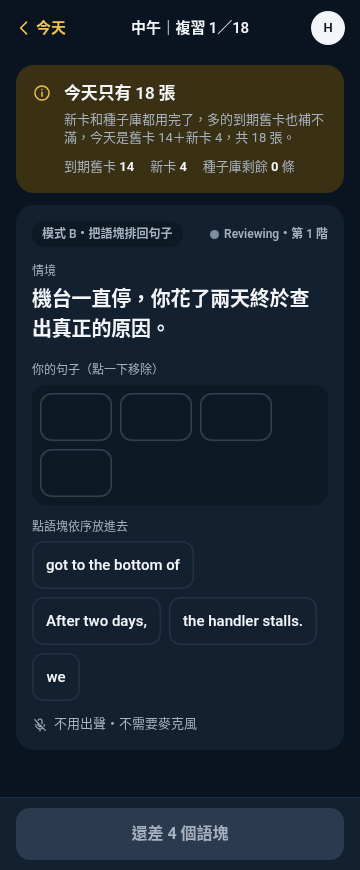 今天
中午｜複習 1／18
H
今天只有 18 張
新卡和種子庫都用完了，多的到期舊卡也補不
滿，今天是舊卡 14＋新卡 4，共 18 張。
到期舊卡 14 新卡 4 種子庫剩餘 0 條
模式 B・把語塊排回句子
Reviewing・第 1 階
情境
機台一直停，你花了兩天終於查
出真正的原因。
你的句子（點一下移除）
點語塊依序放進去
got to the bottom of
After two days,
the handler stalls.
we
不用出聲・不需要麥克風
還差 4 個語塊